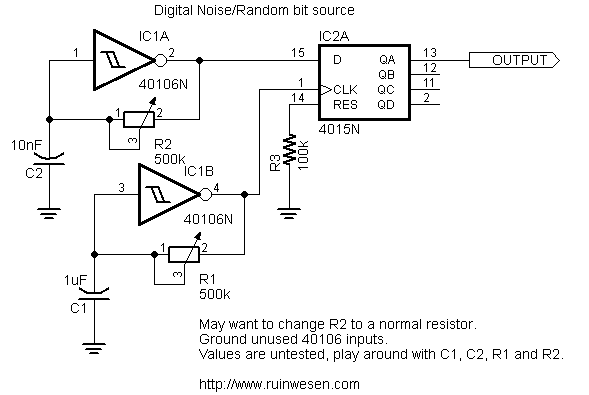 Digital Noise/Random bit source
IC1A
IC2A
1
2
40106N
15
D
QA
13
OUTPUT
QB
12
1
CLK
QC
11
14
RES
QD
2
4015N
1
2
3
R2
500k
10nF
C2
R3
100k
IC1B
3
4
40106N
1
2
3
R1
500k
1uF
C1
May want to change R2 to a normal resistor.
Ground unused 40106 inputs.
Values are untested, play around with C1, C2, R1 and R2.
http://www.ruinwesen.com